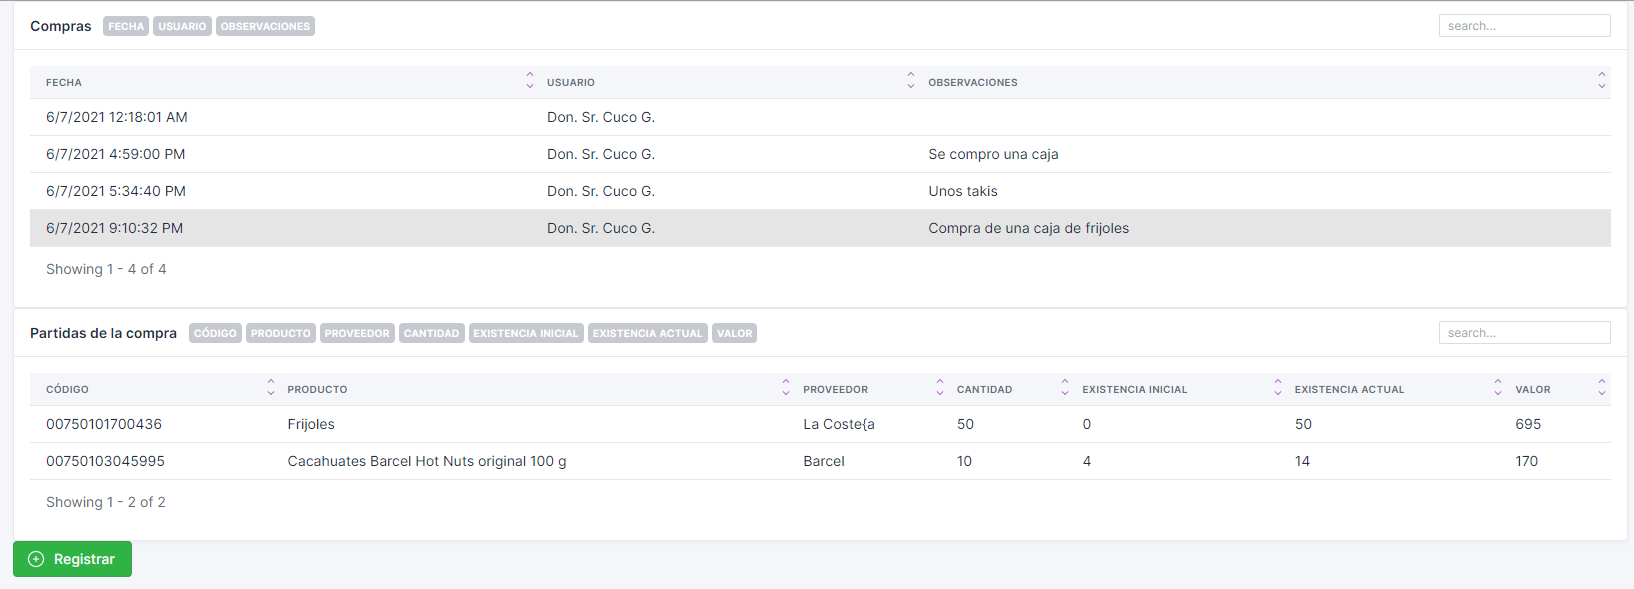 Compras FECHA USUARIO OBSERVACIONES search...
FECHA USUARIO OBSERVACIONES
6/7/2021 12:18:01 AM Don. Sr. Cuco G.
6/7/2021 4:59:00 PM Don. Sr. Cuco G. Se compro una caja
6/7/2021 5:34:40 PM Don. Sr. Cuco G. Unos takis
6/7/2021 9:10:32 PM Don. Sr. Cuco G. Compra de una caja de frijoles
Showing 1 - 4 of 4
Partidas de la compra CÓDIGO PRODUCTO PROVEEDOR CANTIDAD EXISTENCIA INICIAL EXISTENCIA ACTUAL VALOR search...
CÓDIGO PRODUCTO PROVEEDOR CANTIDAD EXISTENCIA INICIAL EXISTENCIA ACTUAL VALOR
00750101700436 Frijoles La Coste{a 50 0 50 695
00750103045995 Cacahuates Barcel Hot Nuts original 100 g Barcel 10 4 14 170
Showing 1 - 2 of 2
Registrar